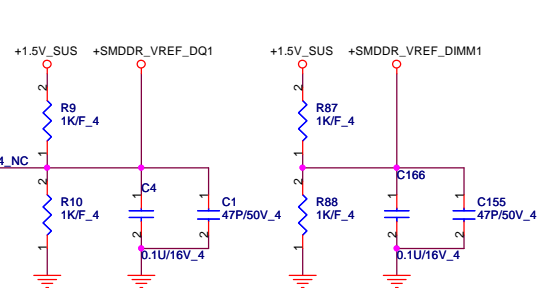 +1.5V_SUS +SMDDR_VREF_DQ1 +1.5V_SUS +SMDDR_VREF_DIMM1
2 2
R9 R87
1K/F_4 1K/F_4
1 1
4_NC
2 C4 2 C166
1 1 1 1
R10 C1 R88 C155
1K/F_4 47P/50V_4 1K/F_4 47P/50V_4
1 2 2 1 2 2
0.1U/16V_4 0.1U/16V_4